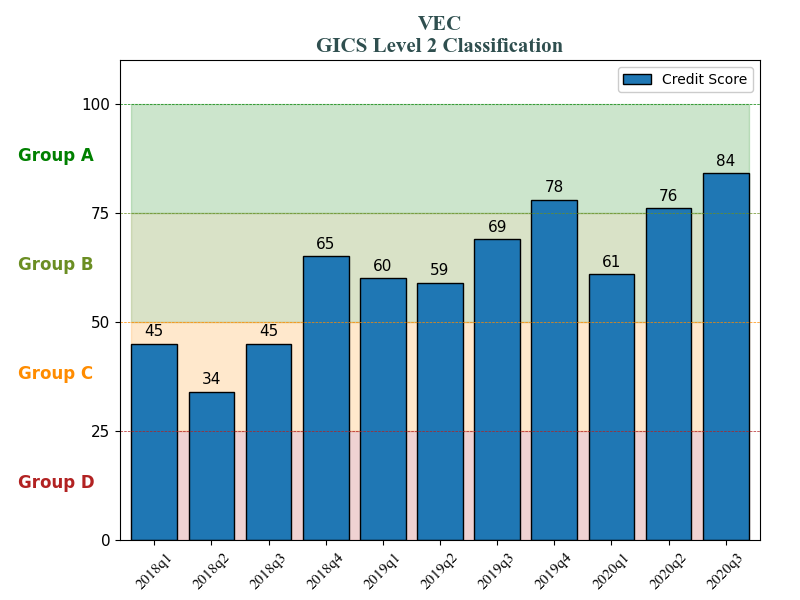 VEC
GICS Level 2 Classification
Credit Score
100
Group A
84
78
76
75
69
65
Group B
61
60
59
50
45
45
Group C
34
25
Group D
0
2018q1 2018q2 2018q3 2018q4 2019q1 2019q2 2019q3 2019q4 2020q1 2020q2 2020q3